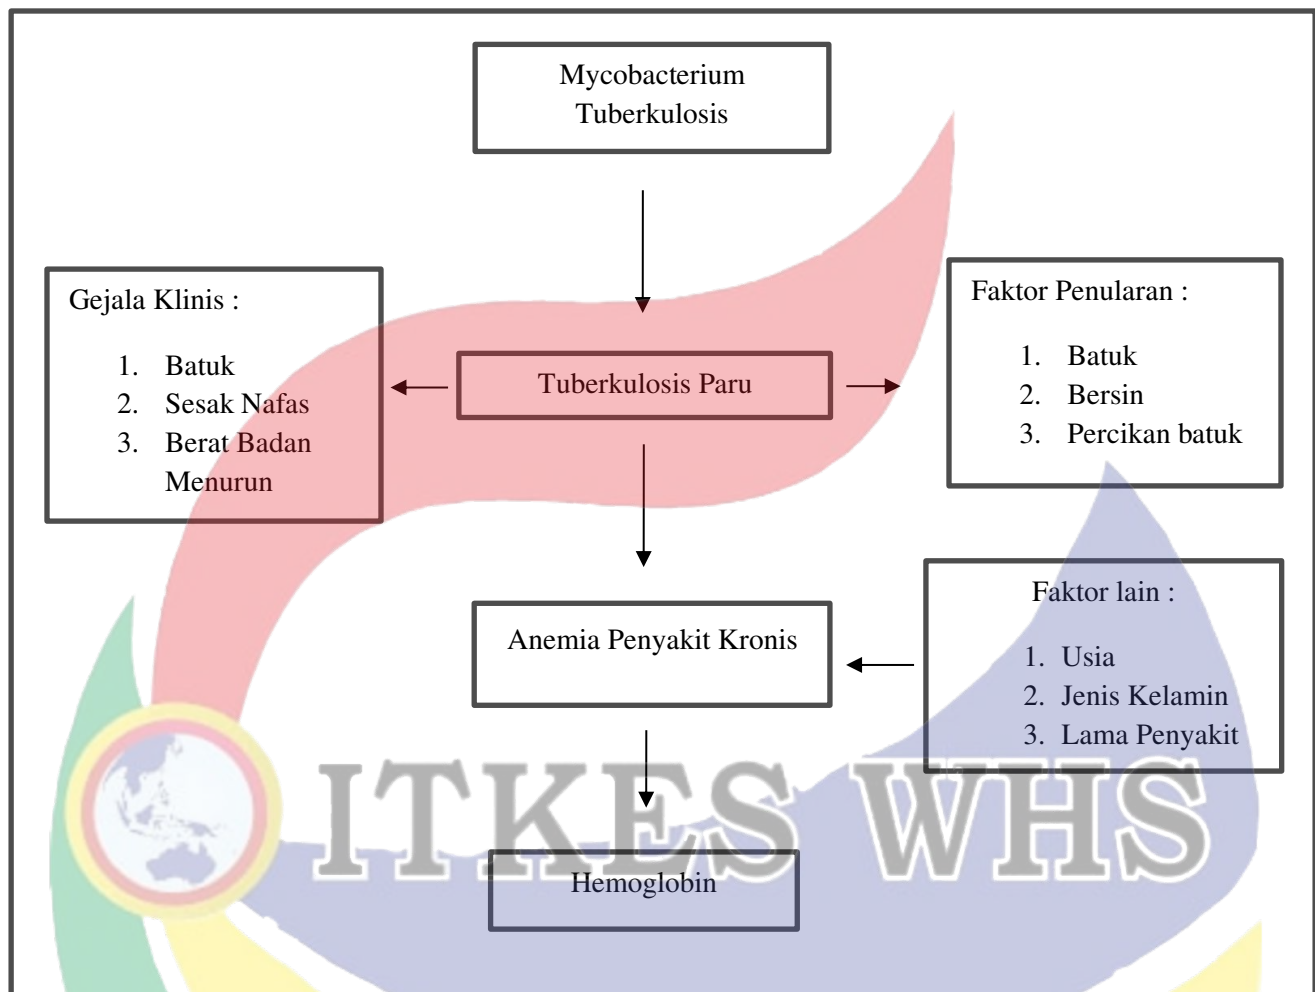 Mycobacterium
Tuberkulosis
Gejala Klinis :
1. Batuk
2. Sesak Nafas
3. Berat Badan
Menurun
Tuberkulosis Paru
Faktor Penularan :
1. Batuk
2. Bersin
3. Percikan batuk
Anemia Penyakit Kronis
Faktor lain :
1. Usia
2. Jenis Kelamin
3. Lama Penyakit
ITKES WHS
Hemoglobin